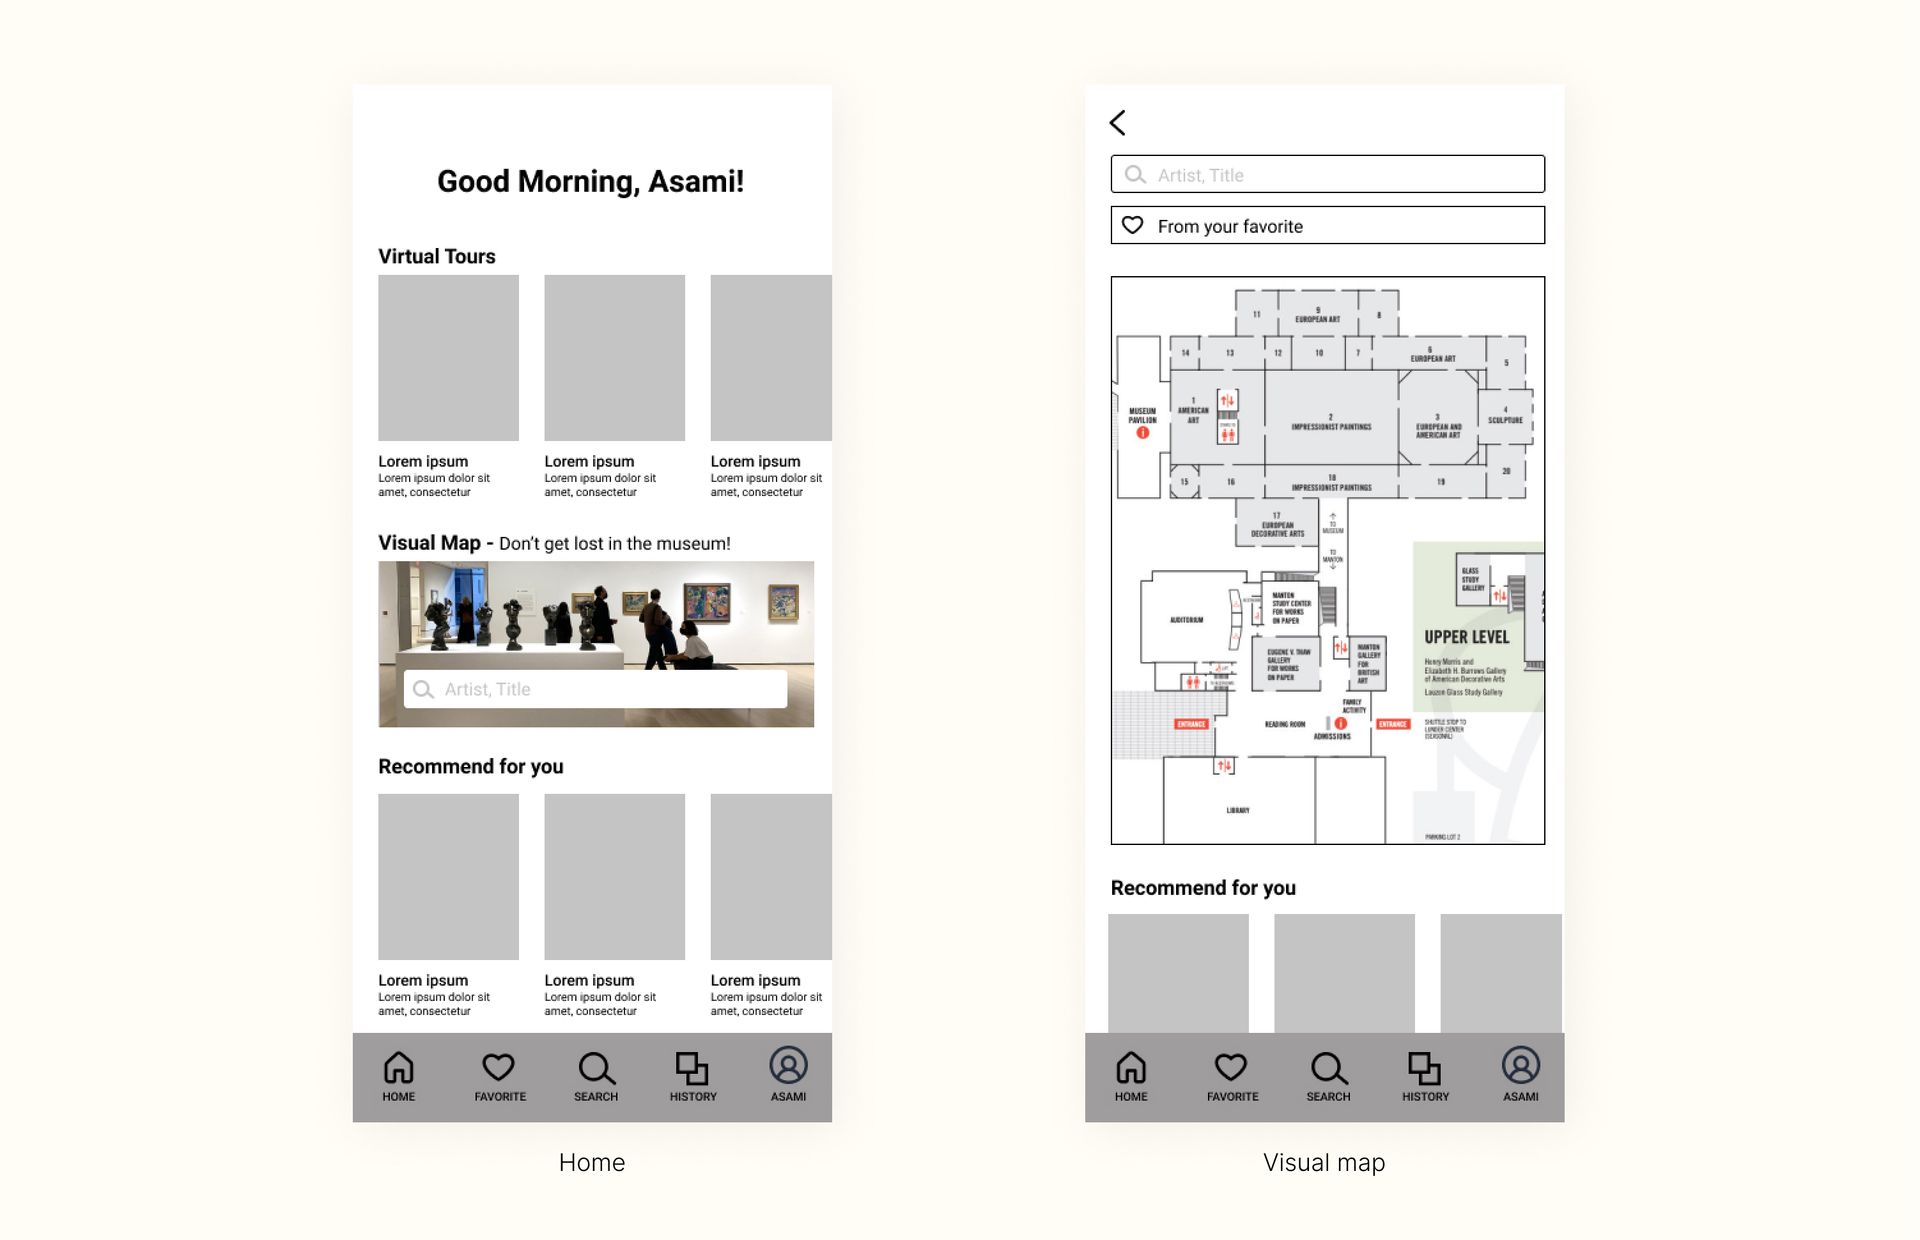 Good Morning, Asami!
Virtual Tours
Lorem ipsum
Lorem ipsum dolor sit
amet, consectetur
Lorem ipsum
Lorem ipsum dolor sit
amet, consectetur
Lorem ipsum
Lorem ipsum dolor sit
amet, consectetur
Visual Map - Don't get lost in the museum!
Artist, Title
Recommend for you
Lorem ipsum
Lorem ipsum dolor sit
amet, consectetur
Lorem ipsum
Lorem ipsum dolor sit
amet, consectetur
Lorem ipsum
Lorem ipsum dolor sit
amet, consectetur
HOME
FAVORITE
SEARCH
HISTORY
ASAMI
Home
Artist, Title
From your favorite
11
9
EUROPEAN ART
8
14
13
12
10
7
6
EUROPEAN ART
5
MUSEUM
PAVILION
1
AMERICAN
ART
2
IMPRESSIONIST PAINTINGS
3
EUROPEAN AND
AMERICAN ART
4
SCULPTURE
15
16
18
IMPRESSIONIST PAINTINGS
19
20
17
EUROPEAN
DECORATIVE ARTS
TO
MUSEUM
TO
MANTON
AUDITORIUM
MANTON
STUDY CENTER
FOR WORKS
ON PAPER
GLASS
STUDY
GALLERY
EUGENE V. THAW
GALLERY
FOR WORKS
ON PAPER
MANTON
GALLERY
FOR
BRITISH
ART
UPPER LEVEL
Henry Morris and
Elizabeth H. Burrows Gallery
of American Decorative Arts
Lauzon Glass Study Gallery
FAMILY
ACTIVITY
ENTRANCE
READING ROOM
ADMISSIONS
ENTRANCE
SHUTTLE STOP TO
LUNDER CENTER
(SEASONAL)
LIBRARY
PARKING LOT 2
Recommend for you
HOME
FAVORITE
SEARCH
HISTORY
ASAMI
Visual map